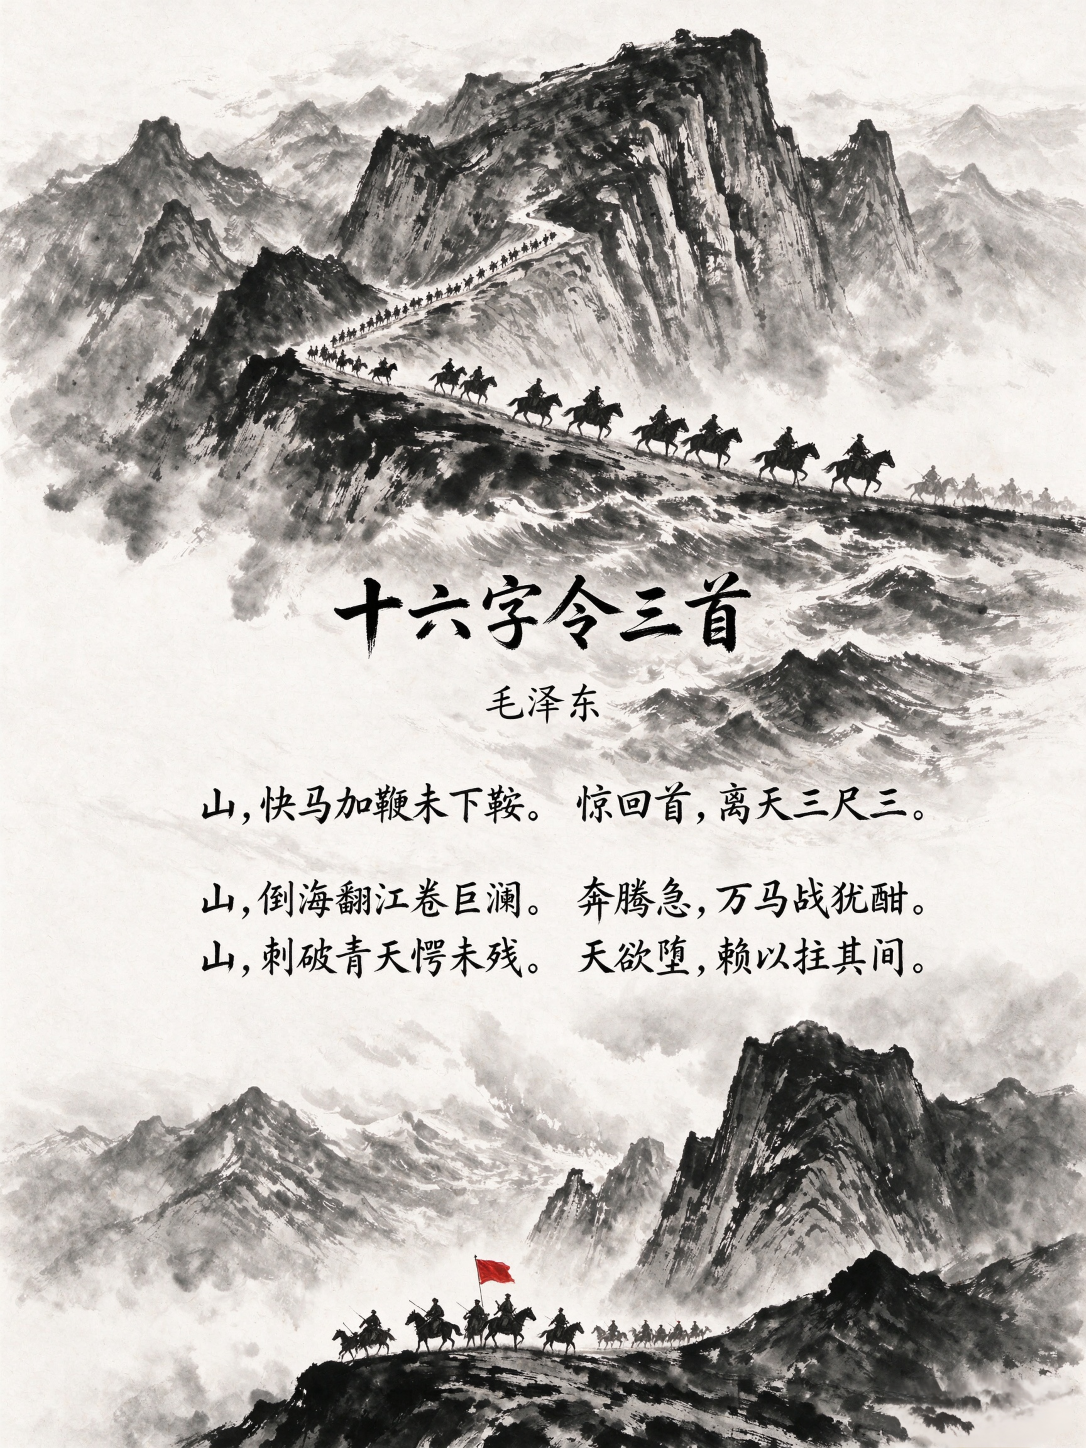 十六字令三首
毛泽东
山,快马加鞭未下鞍。 惊回首,离天三尺三。
山,倒海翻江卷巨澜。 奔腾急,万马战犹酣。
山,刺破青天愕未残。 天欲堕,赖以拄其间。